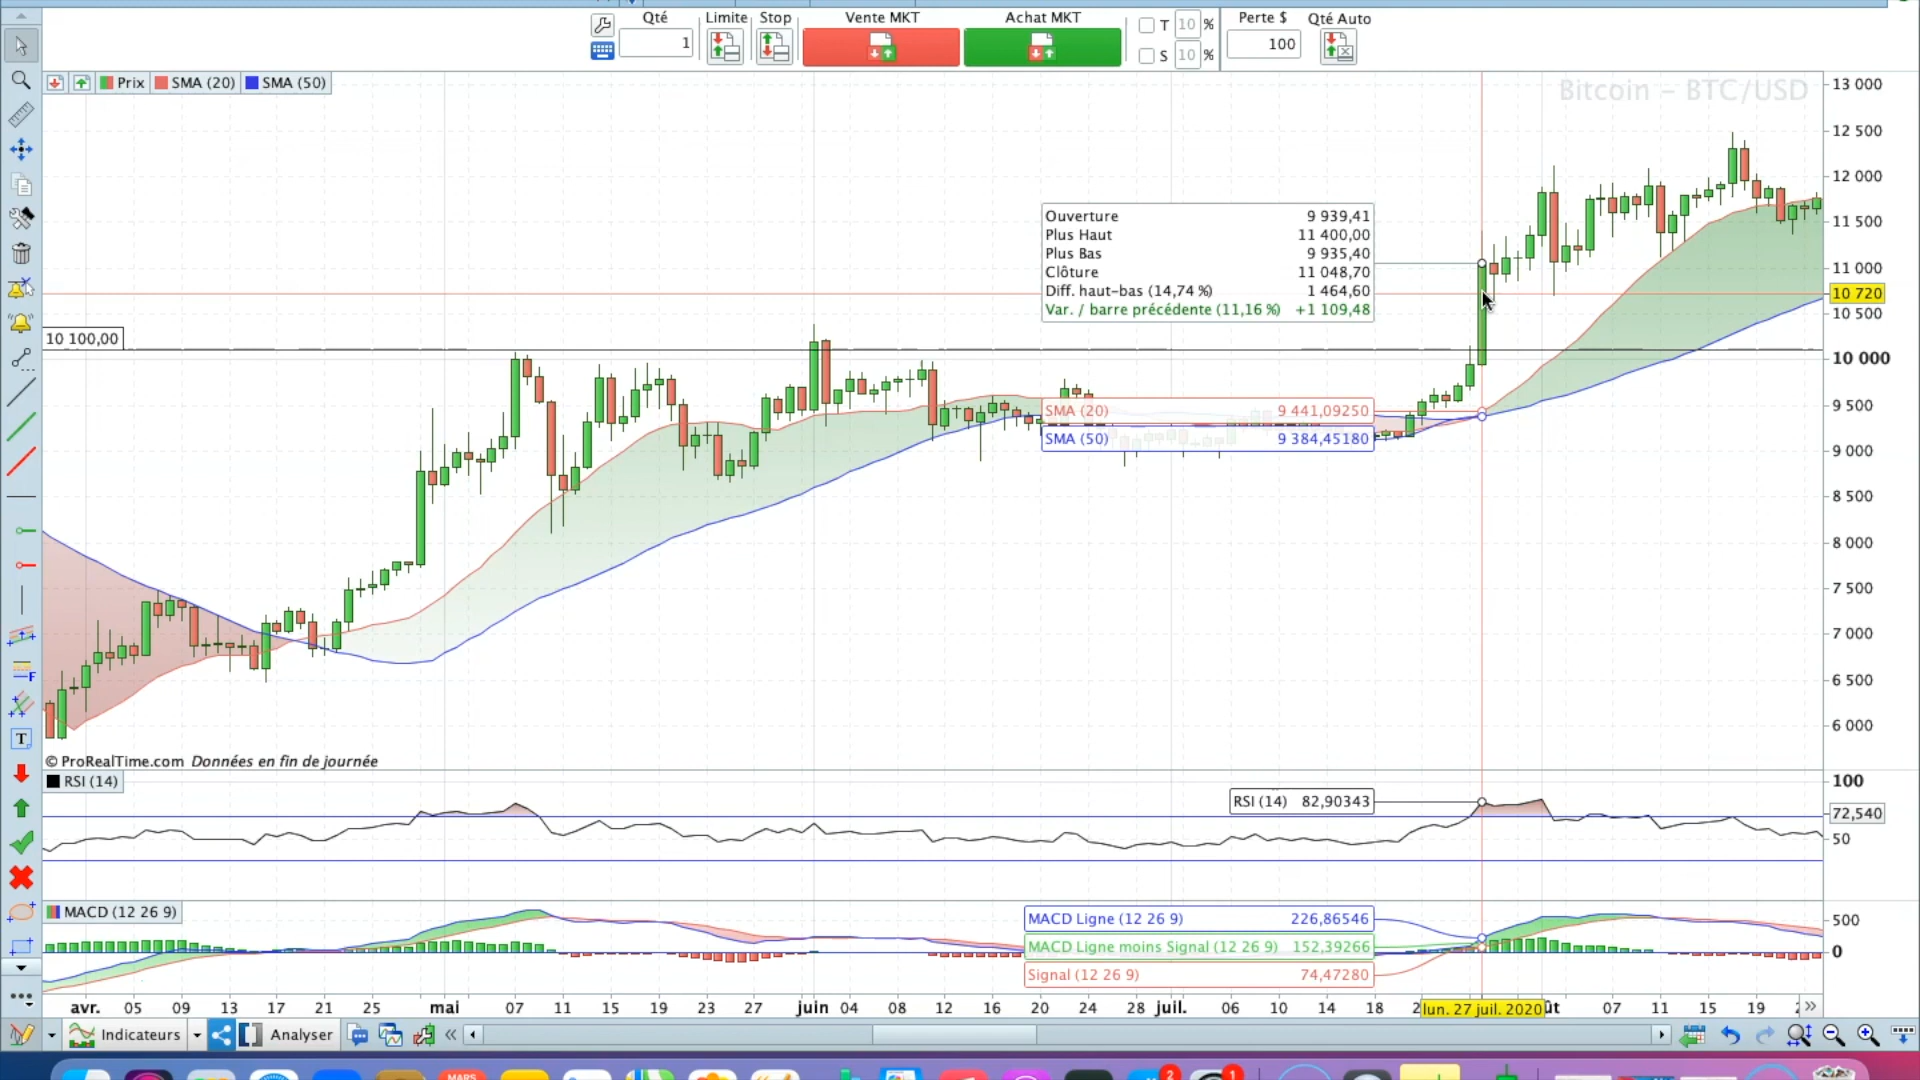 Qté
Limite
Stop
Vente MKT
Achat MKT
Perte $
Qté Auto
1
T 10 %
S 10 %
100
Prix
SMA (20)
SMA (50)
Bitcoin - BTC/USD
13 000
12 500
12 000
11 500
11 000
10 720
10 500
10 000
9 500
9 000
8 500
8 000
7 500
7 000
6 500
6 000
Ouverture 9 939,41
Plus Haut 11 400,00
Plus Bas 9 935,40
Clôture 11 048,70
Diff. haut-bas (14,74 %) 1 464,60
Var. / barre précédente (11,16 %) +1 109,48
10 100,00
SMA (20) 9 441,09250
SMA (50) 9 384,45180
© ProRealTime.com Données en fin de journée
RSI (14)
RSI (14) 82,90343
100
72,540
50
MACD (12 26 9)
MACD Ligne (12 26 9) 226,86546
MACD Ligne moins Signal (12 26 9) 152,39266
Signal (12 26 9) 74,47280
500
0
avr. 05 09 13 17 21 25 mai 07 11 15 19 23 27 juin 04 08 12 16 20 24 28 juil. 06 10 14 18 2 lun. 27 juil. 2020 ût 07 11 15 19
Indicateurs
Analyser
MARS
2
1